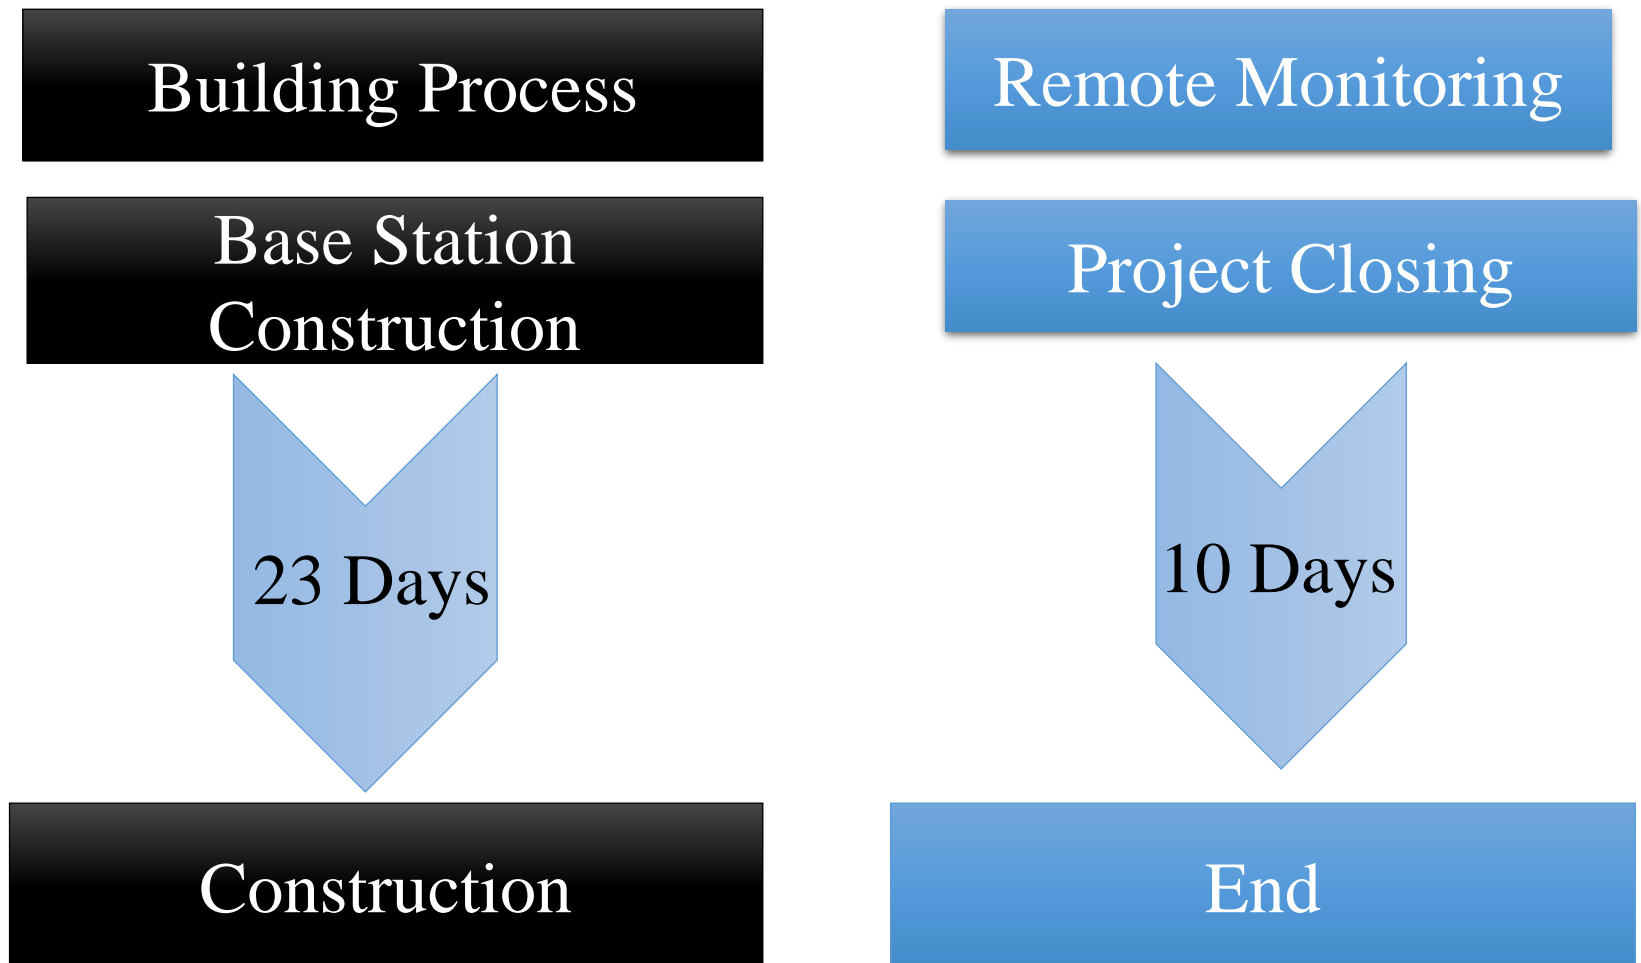 Building Process
Base Station
Construction
23 Days
Construction
Remote Monitoring
Project Closing
10 Days
End